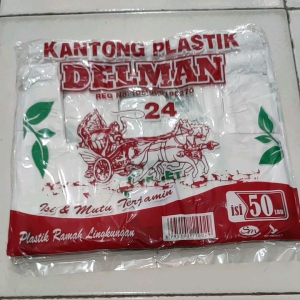 KANTONG PLASTIK
DELMAN
24
Isi & Mutu Terjamin
Plastik Ramah Lingkungan
isi 50 LBR